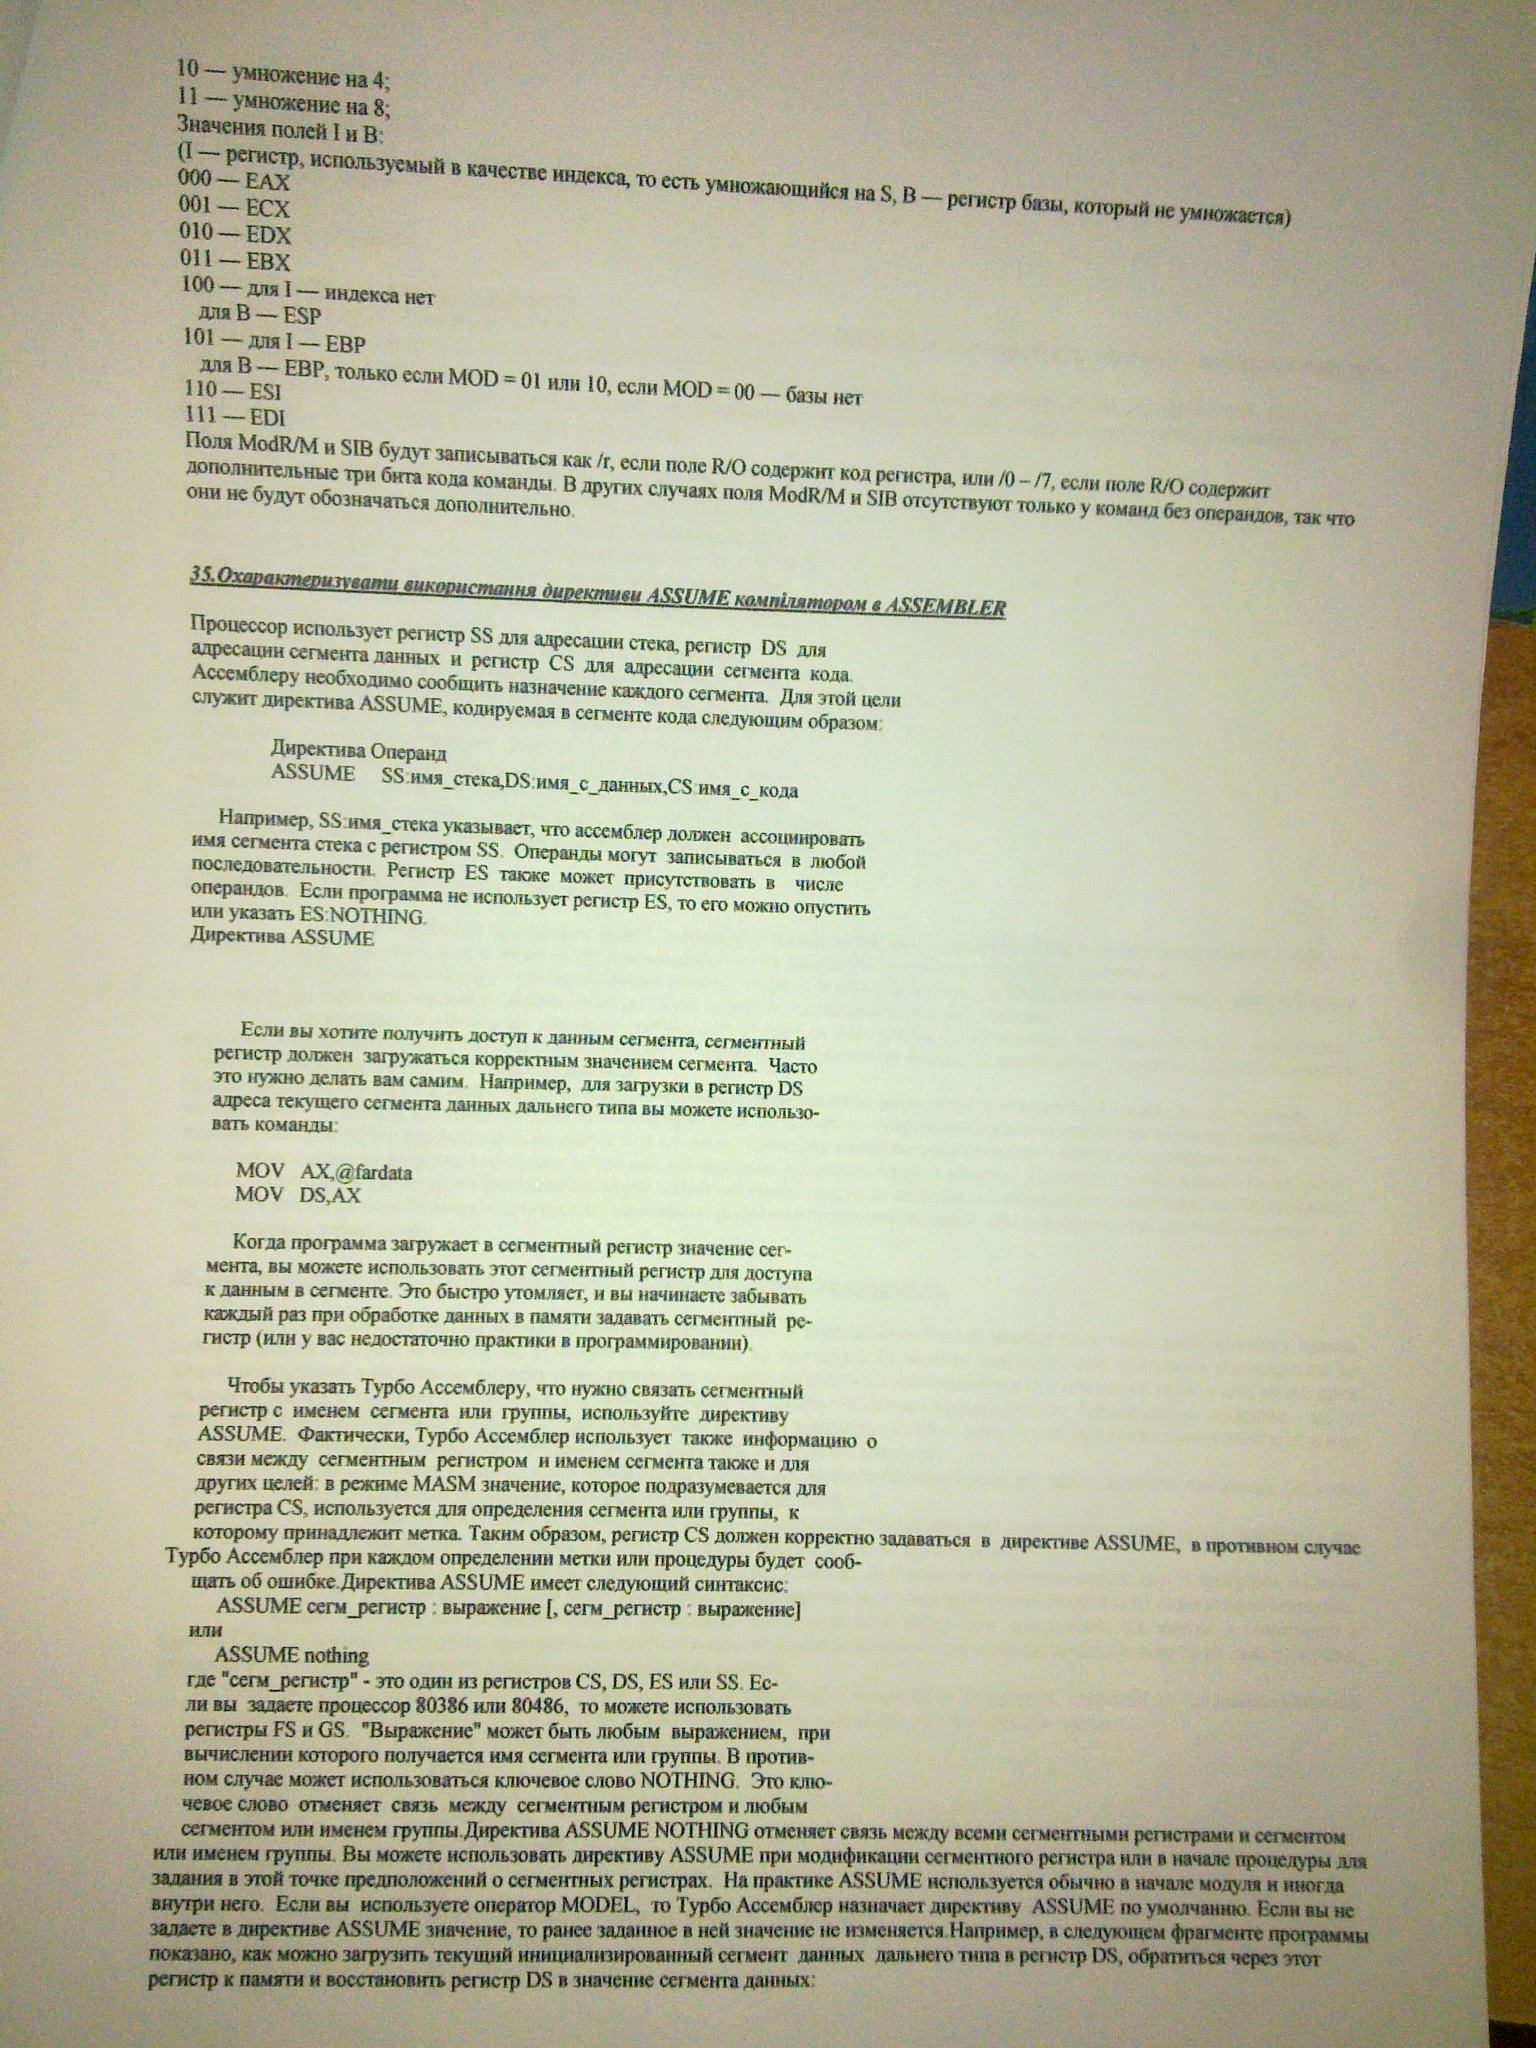 10 — умножение на 4;
11 — умножение на 8;
Значения полей I и B:
(I — регистр, используемый в качестве индекса, то есть умножающийся на S, B — регистр базы, который не умножается)
000 — EAX
001 — ECX
010 — EDX
011 — EBX
100 — для I — индекса нет
для B — ESP
101 — для I — EBP
для B — EBP, только если MOD = 01 или 10, если MOD = 00 — базы нет
110 — ESI
111 — EDI
Поля ModR/M и SIB будут записываться как /r, если поле R/O содержит код регистра, или /0 – /7, если поле R/O содержит
дополнительные три бита кода команды. В других случаях поля ModR/M и SIB отсутствуют только у команд без операндов, так что
они не будут обозначаться дополнительно.
35.Охарактеризувати використання директиви ASSUME компілятором в ASSEMBLER
Процессор использует регистр SS для адресации стека, регистр DS для
адресации сегмента данных и регистр CS для адресации сегмента кода.
Ассемблеру необходимо сообщить назначение каждого сегмента. Для этой цели
служит директива ASSUME, кодируемая в сегменте кода следующим образом:
Директива Операнд
ASSUME SS:имя_стека,DS:имя_с_данных,CS:имя_с_кода
Например, SS:имя_стека указывает, что ассемблер должен ассоциировать
имя сегмента стека с регистром SS. Операнды могут записываться в любой
последовательности. Регистр ES также может присутствовать в числе
операндов. Если программа не использует регистр ES, то его можно опустить
или указать ES:NOTHING.
Директива ASSUME
Если вы хотите получить доступ к данным сегмента, сегментный
регистр должен загружаться корректным значением сегмента. Часто
это нужно делать вам самим. Например, для загрузки в регистр DS
адреса текущего сегмента данных дальнего типа вы можете использо-
вать команды:
MOV AX,@fardata
MOV DS,AX
Когда программа загружает в сегментный регистр значение сег-
мента, вы можете использовать этот сегментный регистр для доступа
к данным в сегменте. Это быстро утомляет, и вы начинаете забывать
каждый раз при обработке данных в памяти задавать сегментный ре-
гистр (или у вас недостаточно практики в программировании).
Чтобы указать Турбо Ассемблеру, что нужно связать сегментный
регистр с именем сегмента или группы, используйте директиву
ASSUME. Фактически, Турбо Ассемблер использует также информацию о
связи между сегментным регистром и именем сегмента также и для
других целей: в режиме MASM значение, которое подразумевается для
регистра CS, используется для определения сегмента или группы, к
которому принадлежит метка. Таким образом, регистр CS должен корректно задаваться в директиве ASSUME, в противном случае
Турбо Ассемблер при каждом определении метки или процедуры будет сооб-
щать об ошибке.Директива ASSUME имеет следующий синтаксис:
ASSUME сегм_регистр : выражение [, сегм_регистр : выражение]
или
ASSUME nothing
где "сегм_регистр" - это один из регистров CS, DS, ES или SS. Ес-
ли вы задаете процессор 80386 или 80486, то можете использовать
регистры FS и GS. "Выражение" может быть любым выражением, при
вычислении которого получается имя сегмента или группы. В против-
ном случае может использоваться ключевое слово NOTHING. Это клю-
чевое слово отменяет связь между сегментным регистром и любым
сегментом или именем группы.Директива ASSUME NOTHING отменяет связь между всеми сегментными регистрами и сегментом
или именем группы. Вы можете использовать директиву ASSUME при модификации сегментного регистра или в начале процедуры для
задания в этой точке предположений о сегментных регистрах. На практике ASSUME используется обычно в начале модуля и иногда
внутри него. Если вы используете оператор MODEL, то Турбо Ассемблер назначает директиву ASSUME по умолчанию. Если вы не
задаете в директиве ASSUME значение, то ранее заданное в ней значение не изменяется.Например, в следующем фрагменте программы
показано, как можно загрузить текущий инициализированный сегмент данных дальнего типа в регистр DS, обратиться через этот
регистр к памяти и восстановить регистр DS в значение сегмента данных: